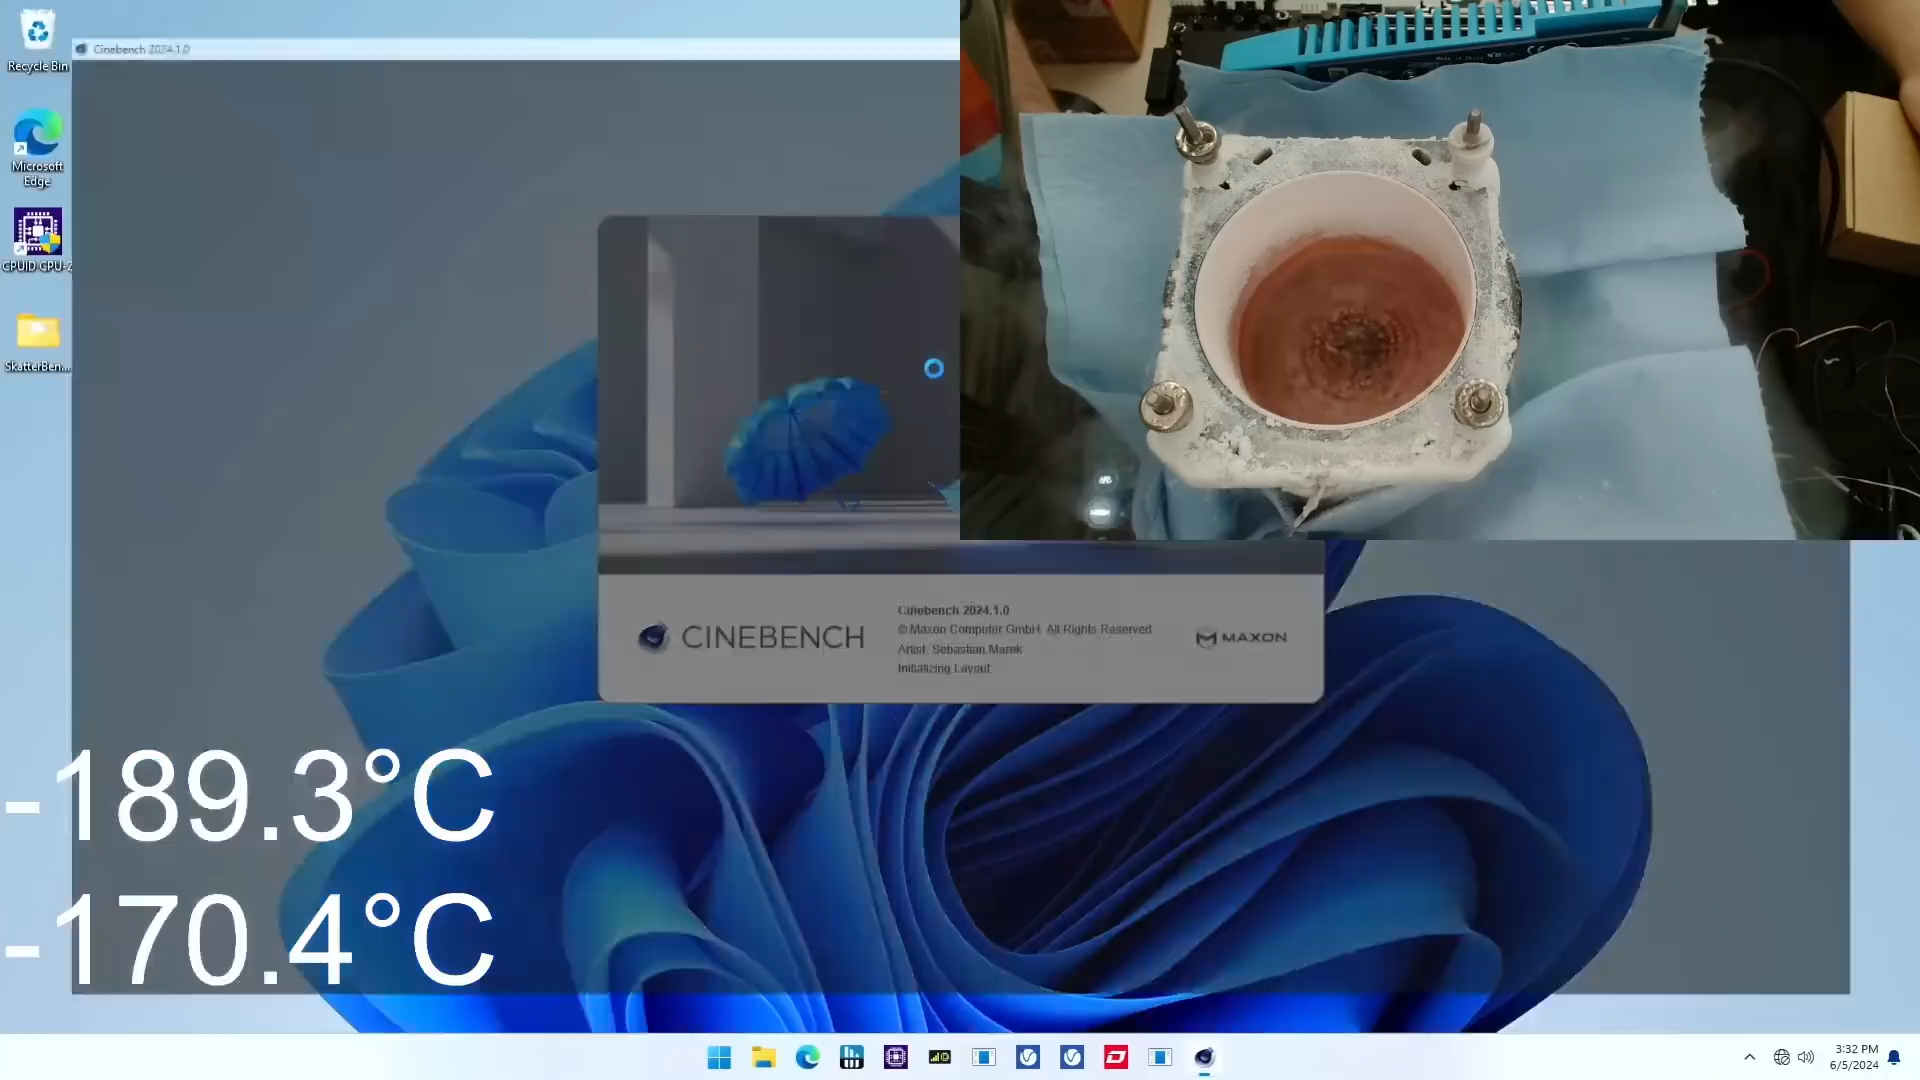 Recycle Bin
Cinebench 2024.1.0
Microsoft
Edge
CPUID CPU-Z
SkatterBen...
CINEBENCH
Cinebench 2024.1.0
© Maxon Computer GmbH. All Rights Reserved
Artist: Sebastian Marek
Initializing Layout
MAXON
-189.3°C
-170.4°C
3:32 PM
6/5/2024